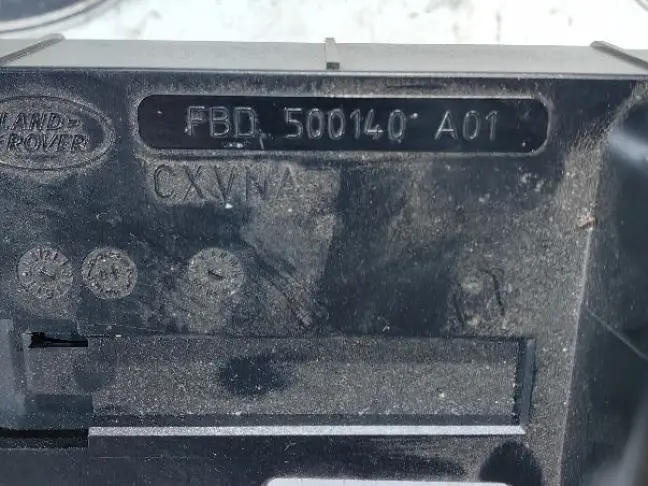 LAND-
ROVER
FBD 500140 A01
CXVNA